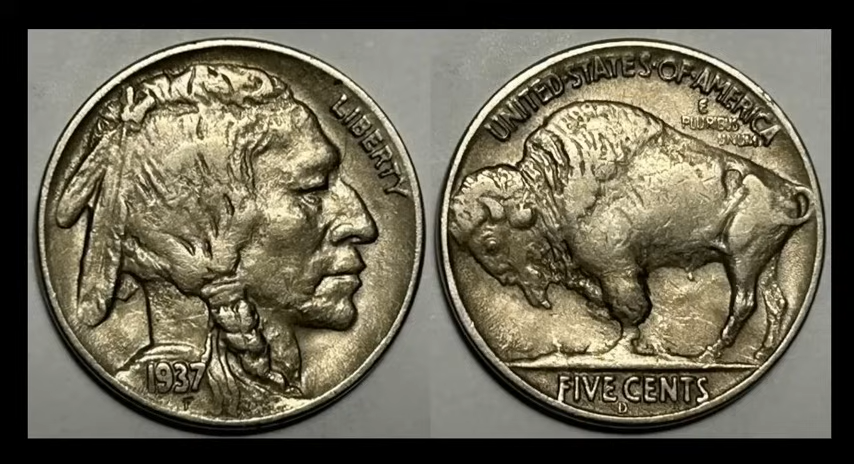 LIBERTY
1937
F
UNITED·STATES·OF·AMERICA
E
PLURIBUS
UNUM
FIVE CENTS
D